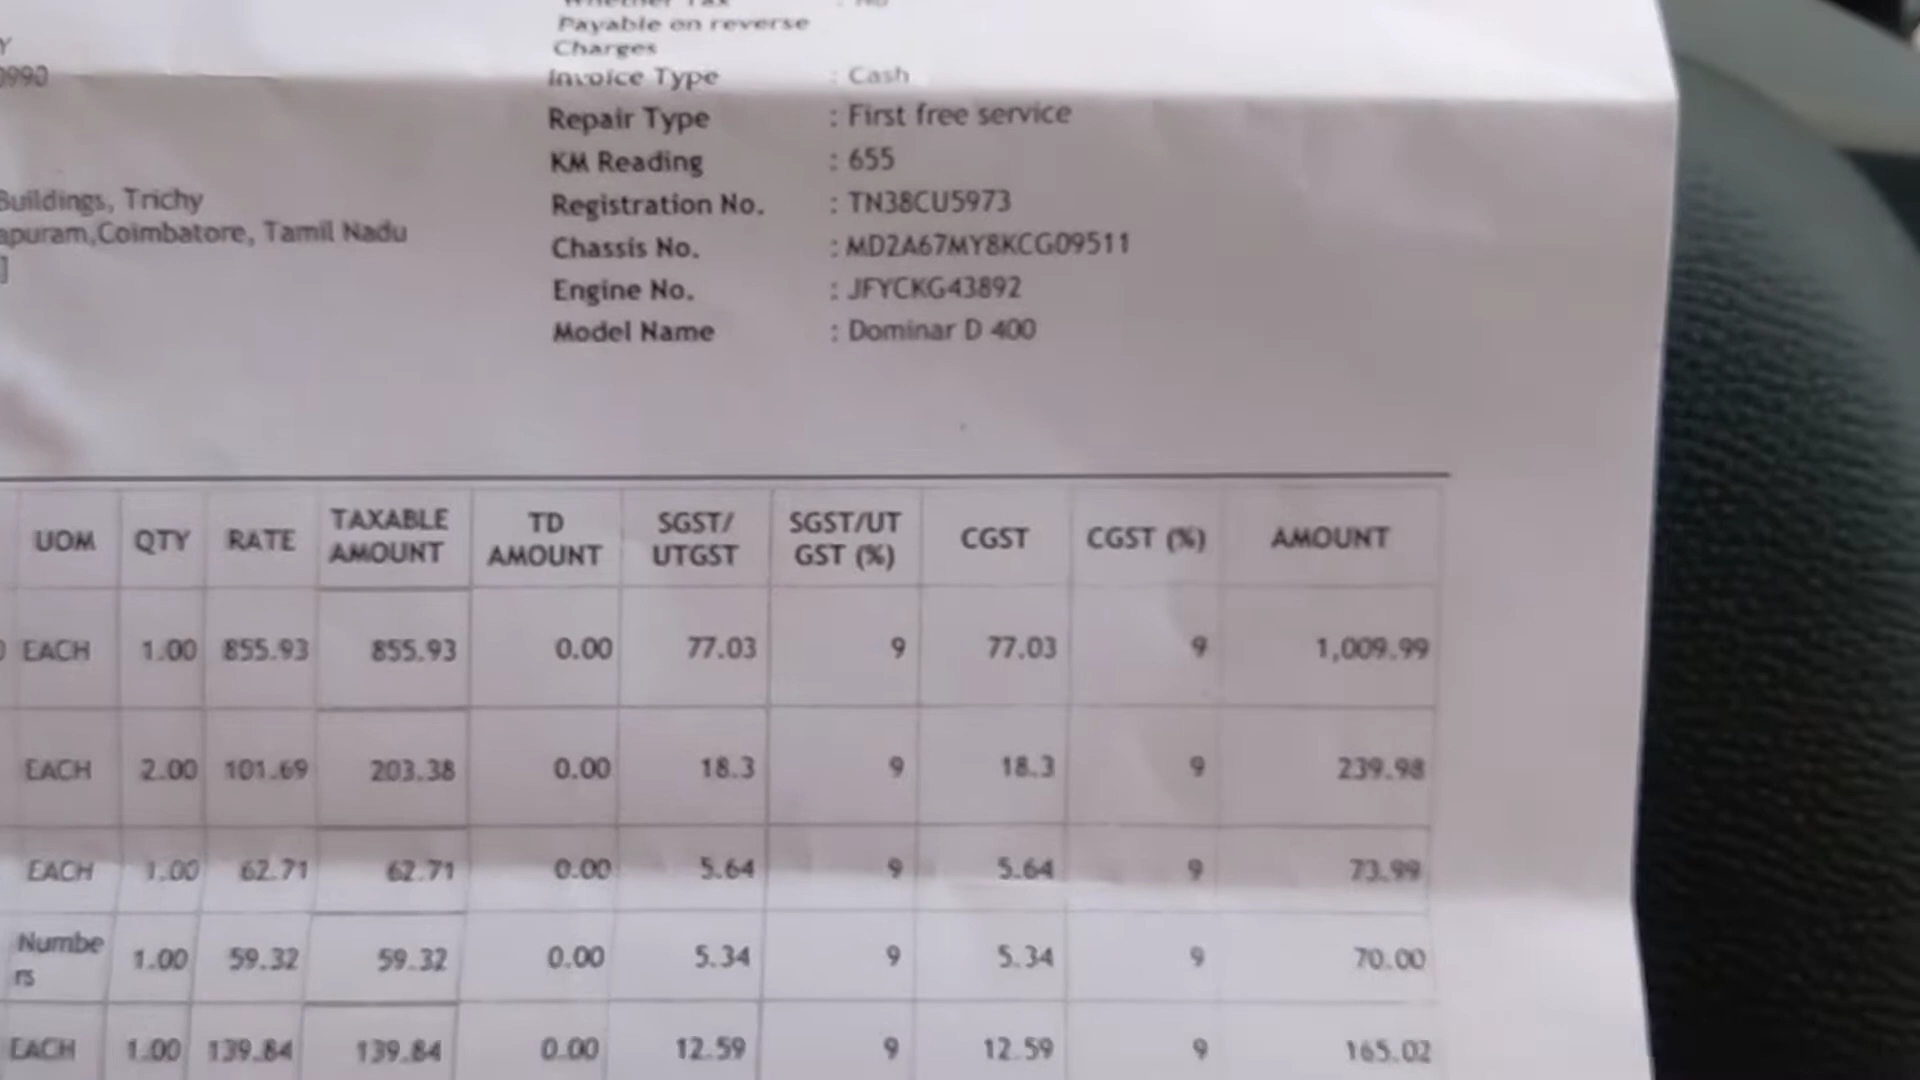 Whether Tax : No
Payable on reverse
Charges
Y
0990
Invoice Type : Cash
Repair Type : First free service
KM Reading : 655
Buildings, Trichy
Registration No. : TN38CU5973
apuram,Coimbatore, Tamil Nadu
Chassis No. : MD2A67MY8KCG09511
]
Engine No. : JFYCKG43892
Model Name : Dominar D 400
UOM QTY RATE TAXABLE AMOUNT TD AMOUNT SGST/ UTGST SGST/UT GST (%) CGST CGST (%) AMOUNT
EACH 1.00 855.93 855.93 0.00 77.03 9 77.03 9 1,009.99
EACH 2.00 101.69 203.38 0.00 18.3 9 18.3 9 239.98
EACH 1.00 62.71 62.71 0.00 5.64 9 5.64 9 73.99
Numbe
rs 1.00 59.32 59.32 0.00 5.34 9 5.34 9 70.00
EACH 1.00 139.84 139.84 0.00 12.59 9 12.59 9 165.02